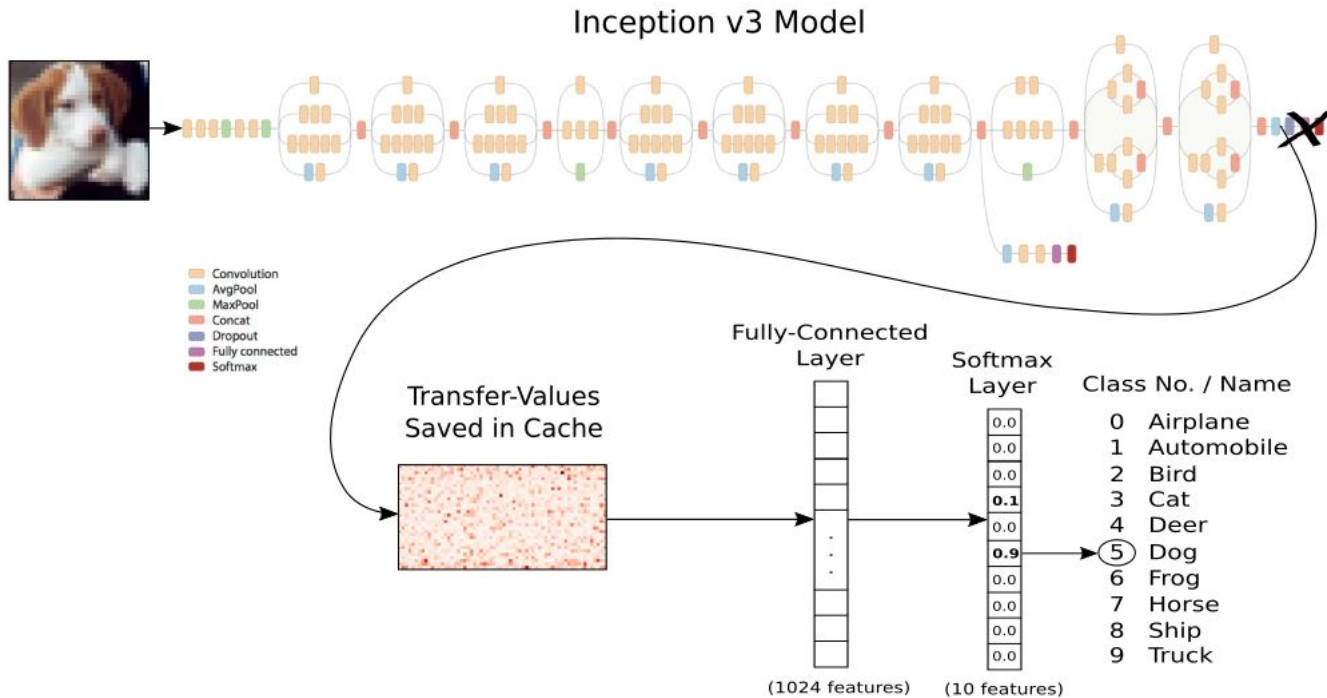 Inception v3 Model
Convolution
AvgPool
MaxPool
Concat
Dropout
Fully connected
Softmax
Transfer-Values
Saved in Cache
Fully-Connected
Layer
(1024 features)
Softmax
Layer
0.0
0.0
0.0
0.1
0.0
0.9
0.0
0.0
0.0
0.0
(10 features)
Class No. / Name
0 Airplane
1 Automobile
2 Bird
3 Cat
4 Deer
5 Dog
6 Frog
7 Horse
8 Ship
9 Truck